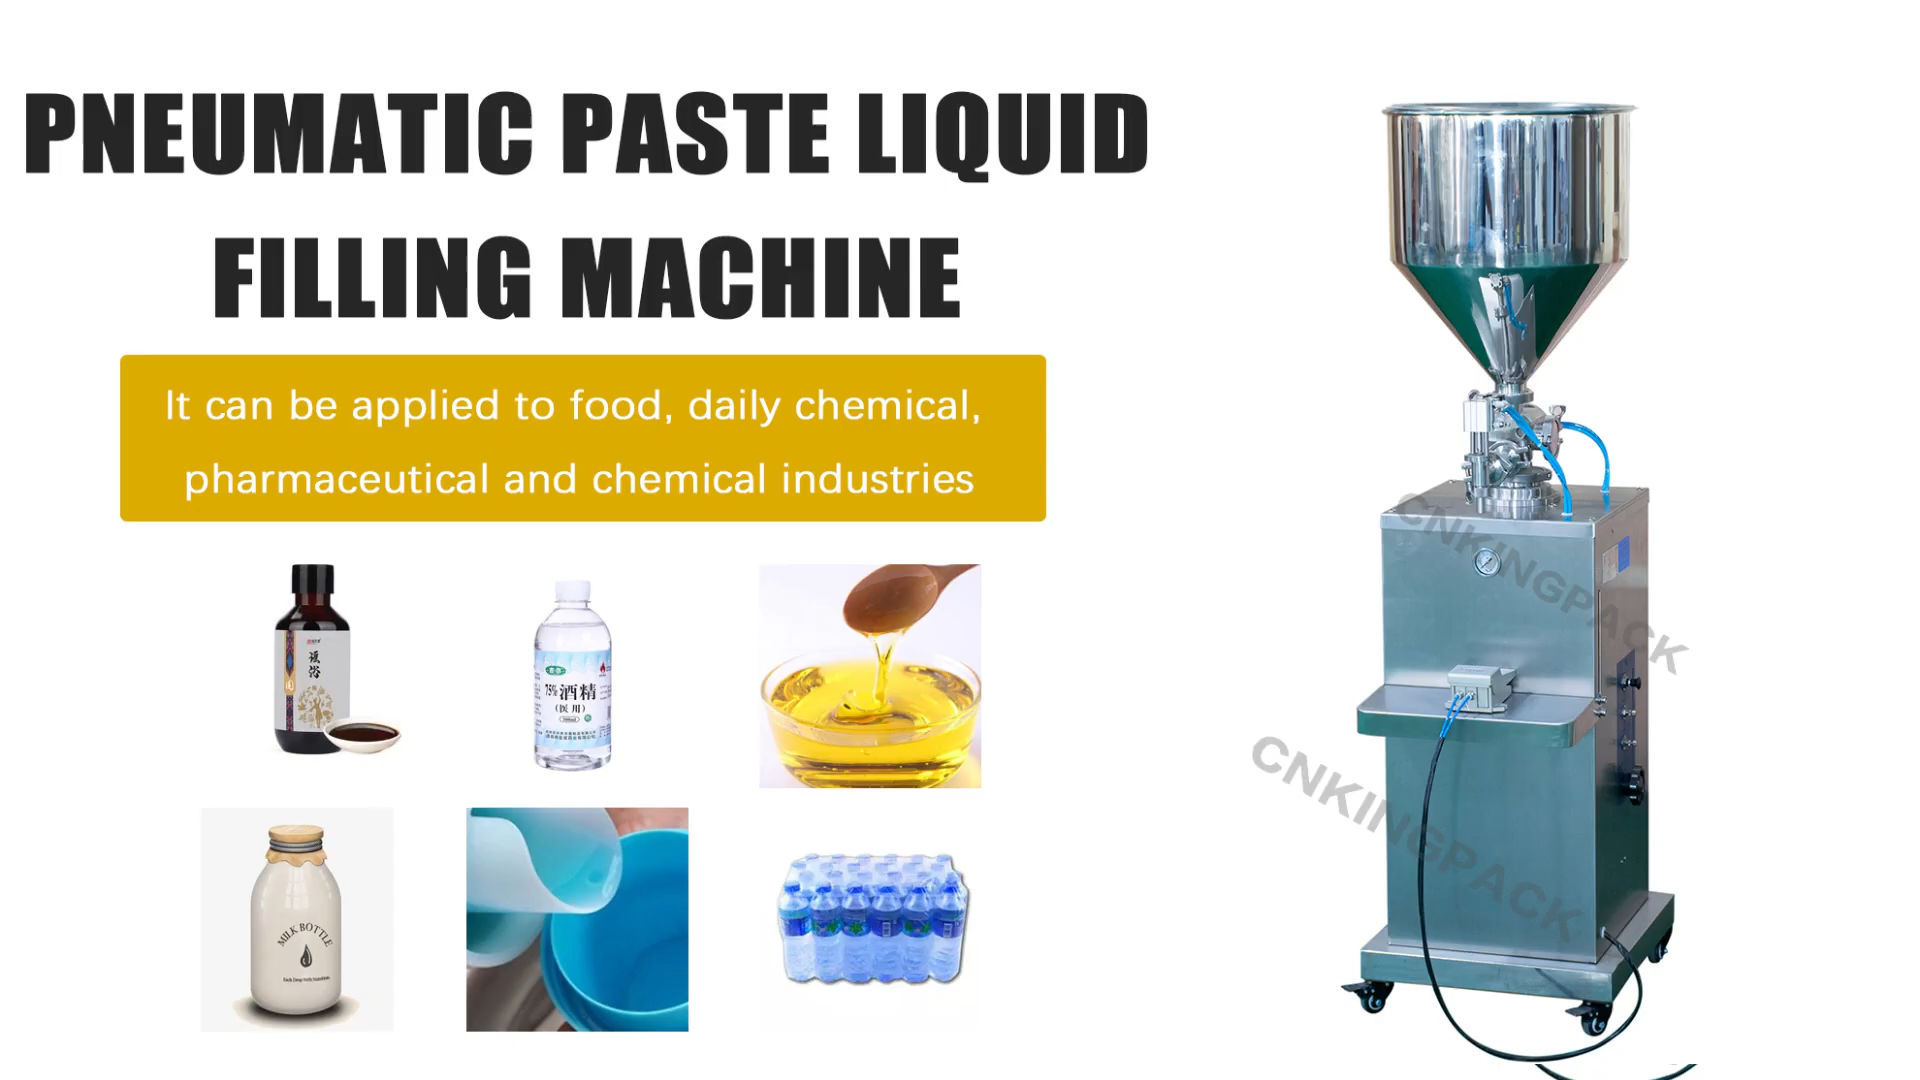 PNEUMATIC PASTE LIQUID
FILLING MACHINE
It can be applied to food, daily chemical,
pharmaceutical and chemical industries
75%酒精
(医用)
MILK BOTTLE
CNKINGPACK
CNKINGPACK